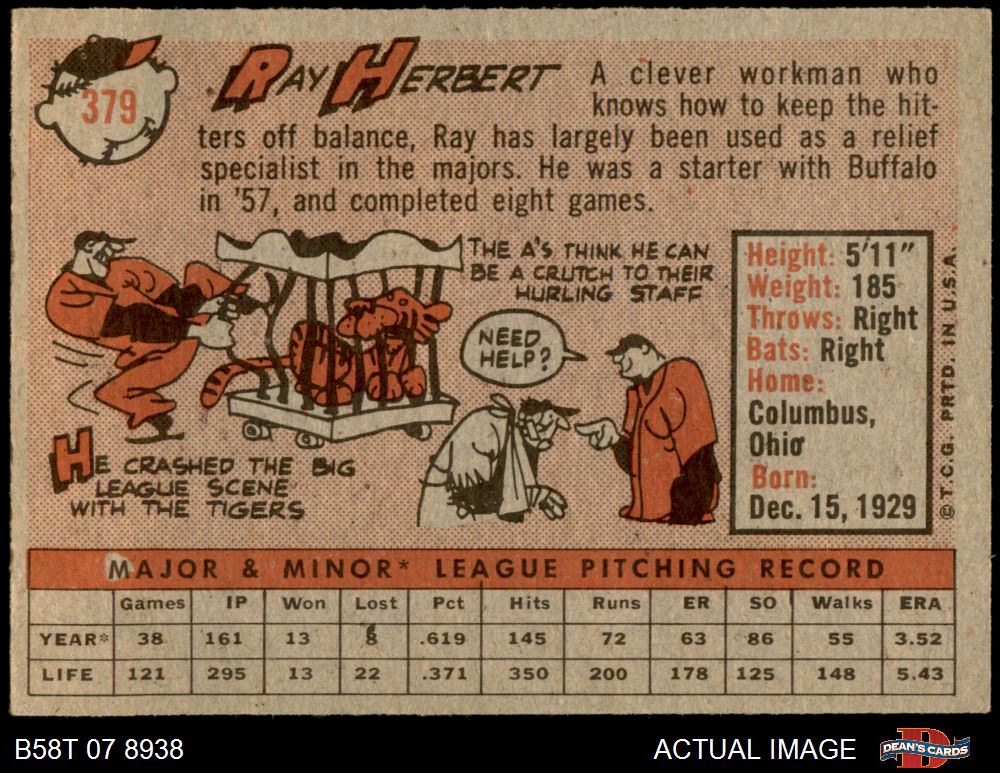 379
RAY HERBERT
A clever workman who
knows how to keep the hit-
ters off balance, Ray has largely been used as a relief
specialist in the majors. He was a starter with Buffalo
in '57, and completed eight games.
THE A'S THINK HE CAN
BE A CRUTCH TO THEIR
HURLING STAFF
NEED
HELP?
HE CRASHED THE BIG
LEAGUE SCENE
WITH THE TIGERS
Height: 5'11"
Weight: 185
Throws: Right
Bats: Right
Home:
Columbus,
Ohio
Born:
Dec. 15, 1929
© T.C.G. PRTD. IN U.S.A.
MAJOR & MINOR* LEAGUE PITCHING RECORD
Games IP Won Lost Pct Hits Runs ER SO Walks ERA
YEAR* 38 161 13 8 .619 145 72 63 86 55 3.52
LIFE 121 295 13 22 .371 350 200 178 125 148 5.43
B58T 07 8938
ACTUAL IMAGE
DEAN'S CARDS